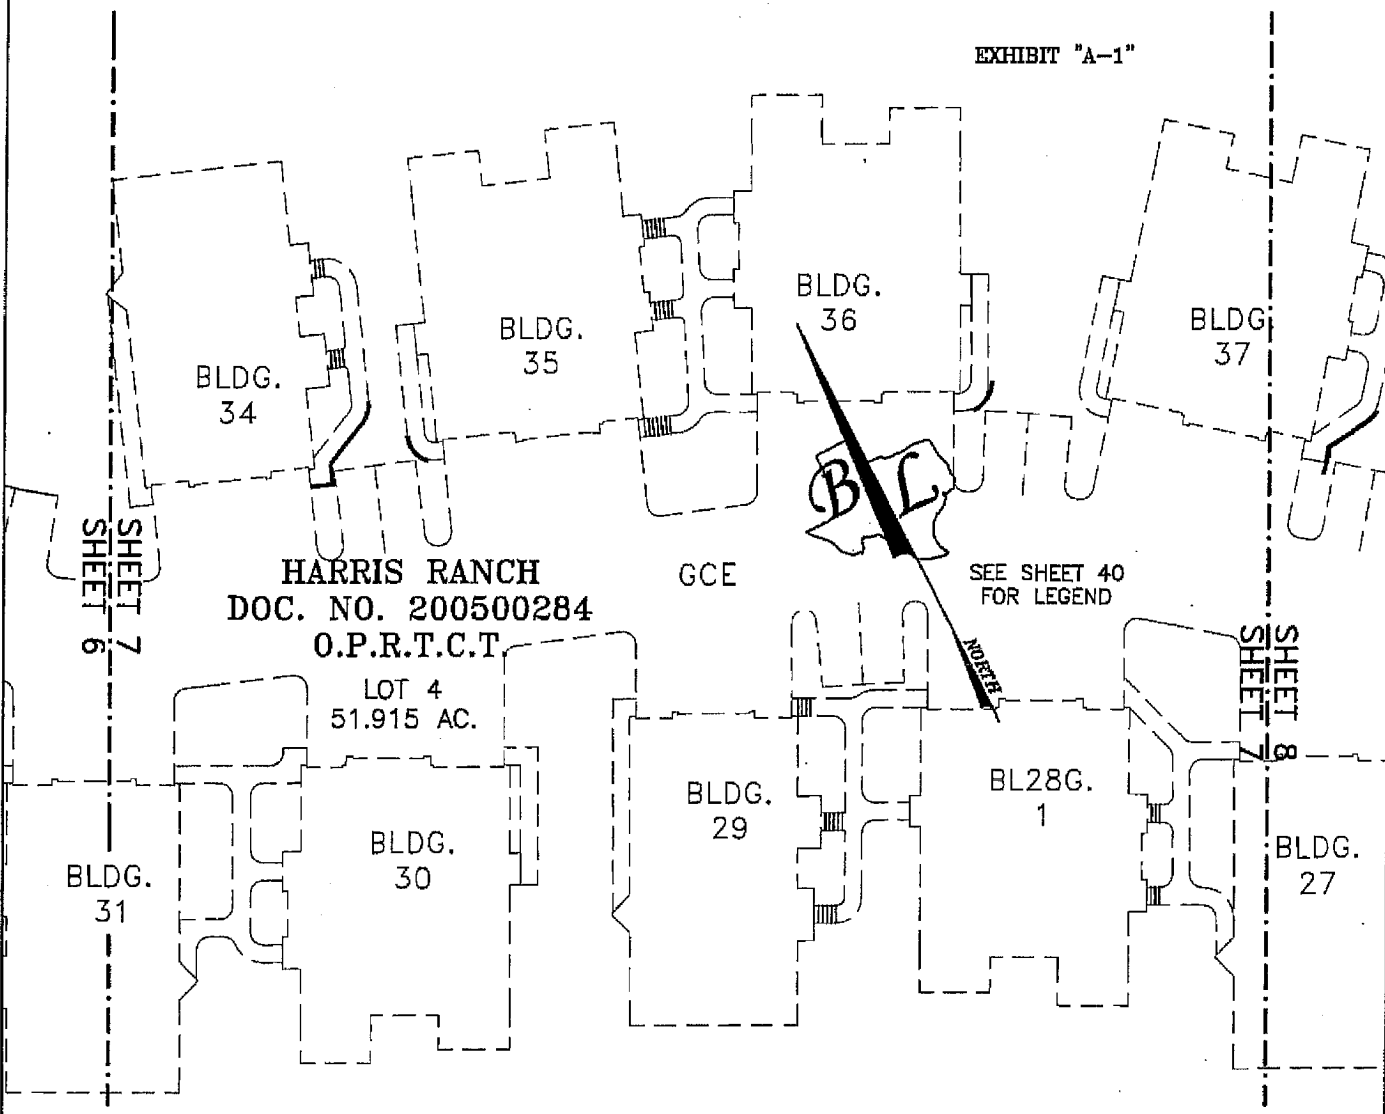 EXHIBIT "A-1"
BLDG.
34
BLDG.
35
BLDG.
36
BLDG
37
B L
SHEET 7
SHEET 6
HARRIS RANCH
DOC. NO. 200500284
O.P.R.T.C.T.
LOT 4
51.915 AC.
GCE
SEE SHEET 40
FOR LEGEND
NORTH
SHEET 8
SHEET 7
BLDG.
31
BLDG.
30
BLDG.
29
BL28G.
1
BLDG.
27